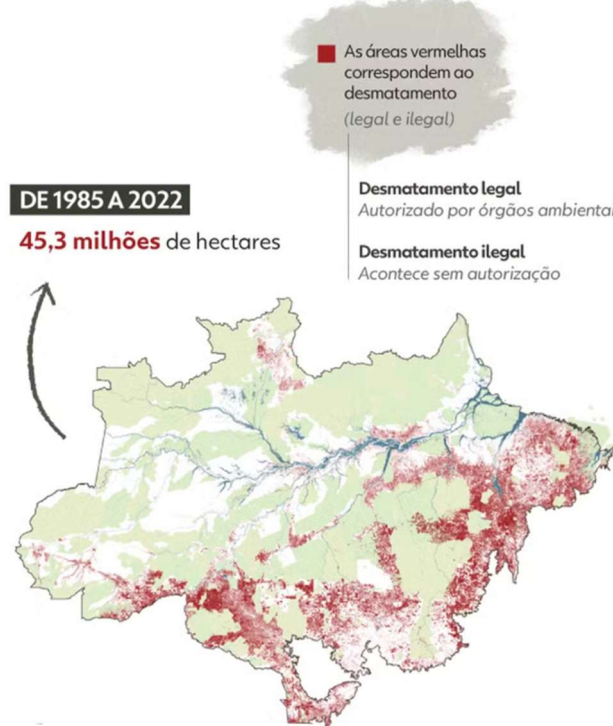 As áreas vermelhas
correspondem ao
desmatamento
(legal e ilegal)
Desmatamento legal
Autorizado por órgãos ambientai
Desmatamento ilegal
Acontece sem autorização
DE 1985 A 2022
45,3 milhões de hectares